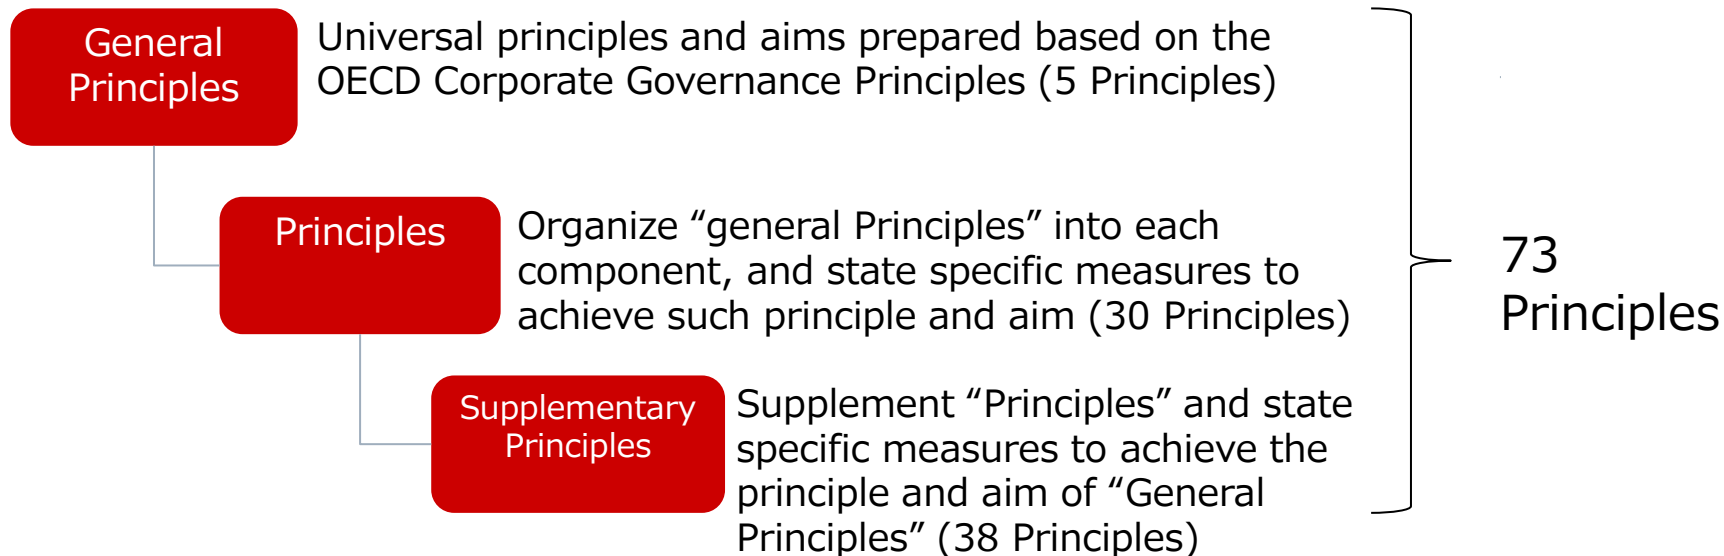 General
Principles
Universal principles and aims prepared based on the
OECD Corporate Governance Principles (5 Principles)
Principles
Organize “general Principles” into each
component, and state specific measures to
achieve such principle and aim (30 Principles)
73
Principles
Supplementary
Principles
Supplement “Principles” and state
specific measures to achieve the
principle and aim of “General
Principles” (38 Principles)